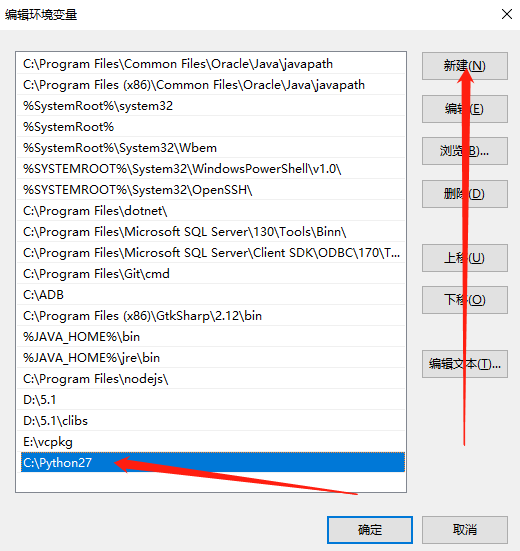 编辑环境变量
C:\Program Files\Common Files\Oracle\Java\javapath
C:\Program Files (x86)\Common Files\Oracle\Java\javapath
%SystemRoot%\system32
%SystemRoot%
%SystemRoot%\System32\Wbem
%SYSTEMROOT%\System32\WindowsPowerShell\v1.0\
%SYSTEMROOT%\System32\OpenSSH\
C:\Program Files\dotnet\
C:\Program Files\Microsoft SQL Server\130\Tools\Binn\
C:\Program Files\Microsoft SQL Server\Client SDK\ODBC\170\T...
C:\Program Files\Git\cmd
C:\ADB
C:\Program Files (x86)\GtkSharp\2.12\bin
%JAVA_HOME%\bin
%JAVA_HOME%\jre\bin
C:\Program Files\nodejs\
D:\5.1
D:\5.1\clibs
E:\vcpkg
C:\Python27
新建(N)
编辑(E)
浏览(B)...
删除(D)
上移(U)
下移(O)
编辑文本(T)...
确定
取消